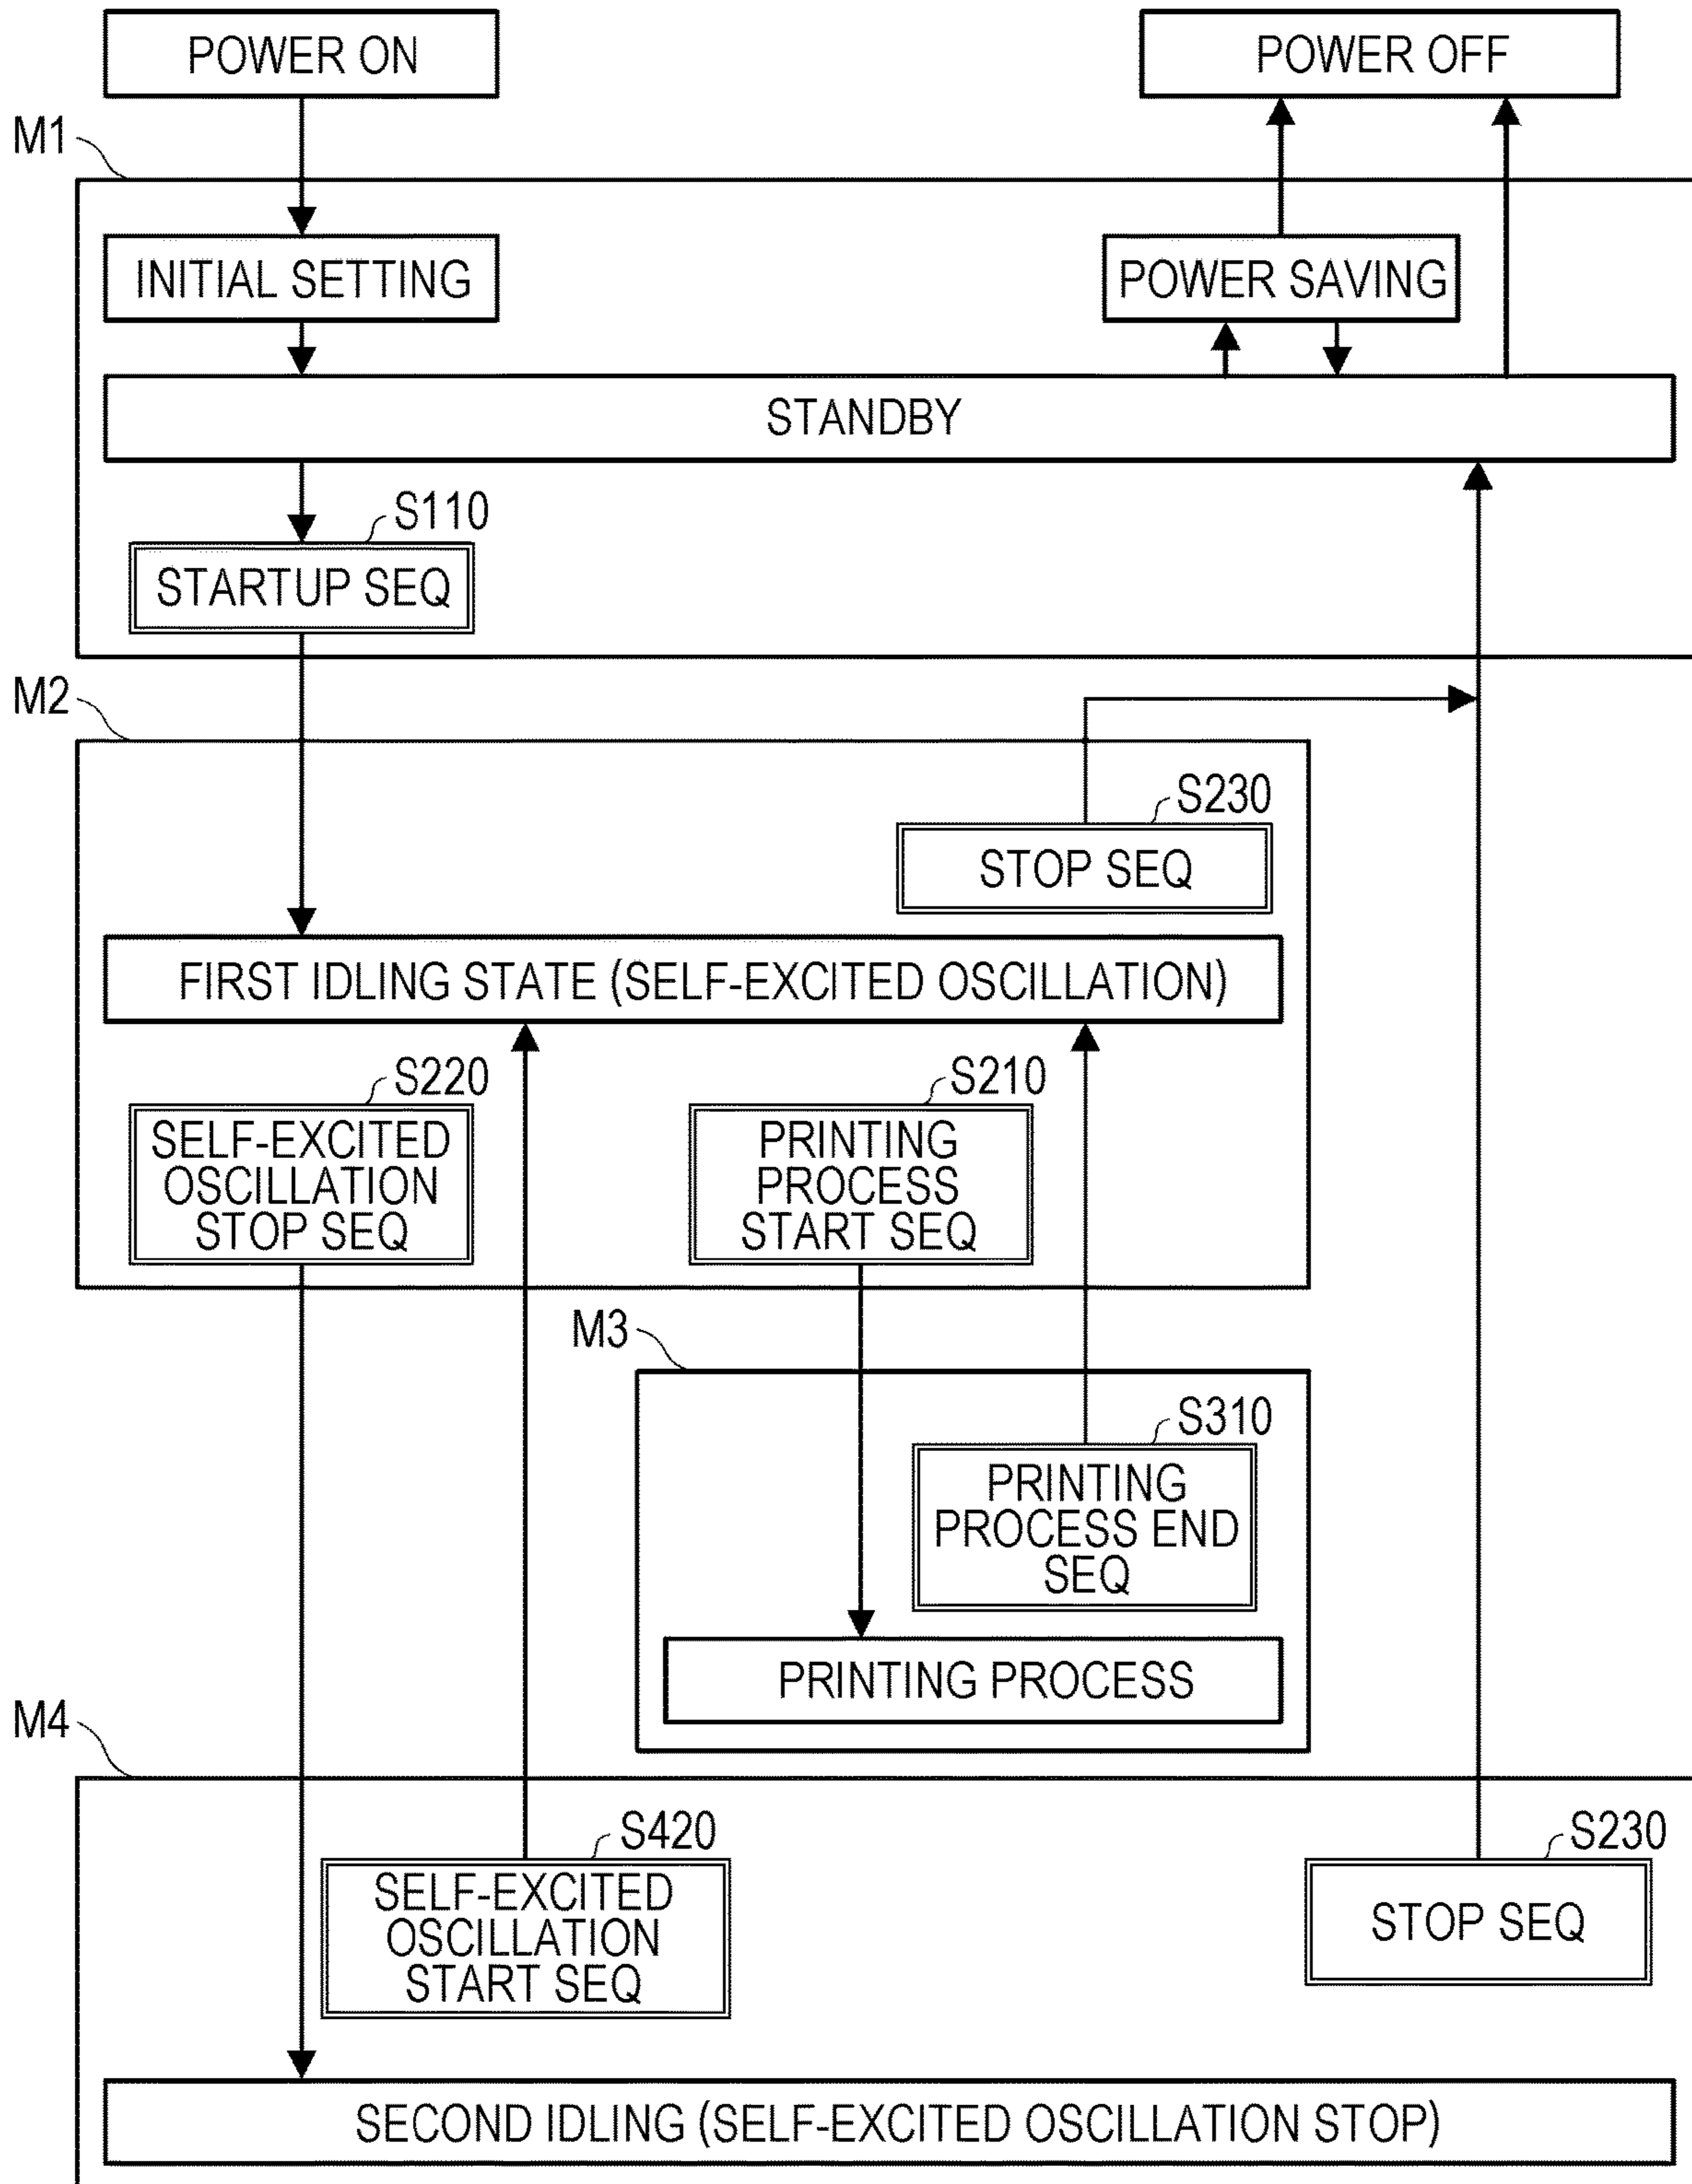 POWER ON
POWER OFF
M1
INITIAL SETTING
POWER SAVING
STANDBY
S110
STARTUP SEQ
M2
S230
STOP SEQ
FIRST IDLING STATE (SELF-EXCITED OSCILLATION)
S220
SELF-EXCITED
OSCILLATION
STOP SEQ
S210
PRINTING
PROCESS
START SEQ
M3
S310
PRINTING
PROCESS END
SEQ
PRINTING PROCESS
M4
S420
SELF-EXCITED
OSCILLATION
START SEQ
S230
STOP SEQ
SECOND IDLING (SELF-EXCITED OSCILLATION STOP)